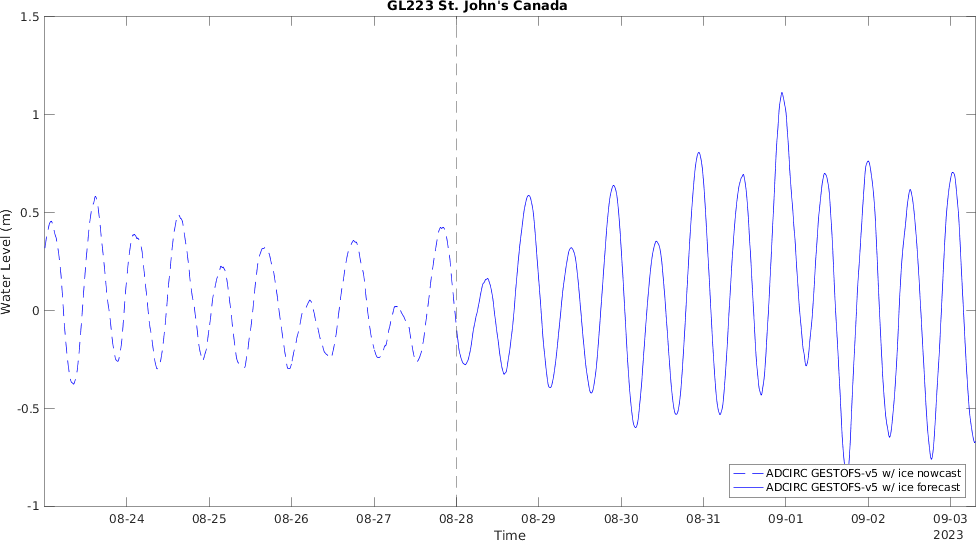 GL223 St. John's Canada
1.5
1
0.5
0
-0.5
-1
Water Level (m)
ADCIRC GESTOFS-v5 w/ ice nowcast
ADCIRC GESTOFS-v5 w/ ice forecast
08-24 08-25 08-26 08-27 08-28 08-29 08-30 08-31 09-01 09-02 09-03
2023
Time